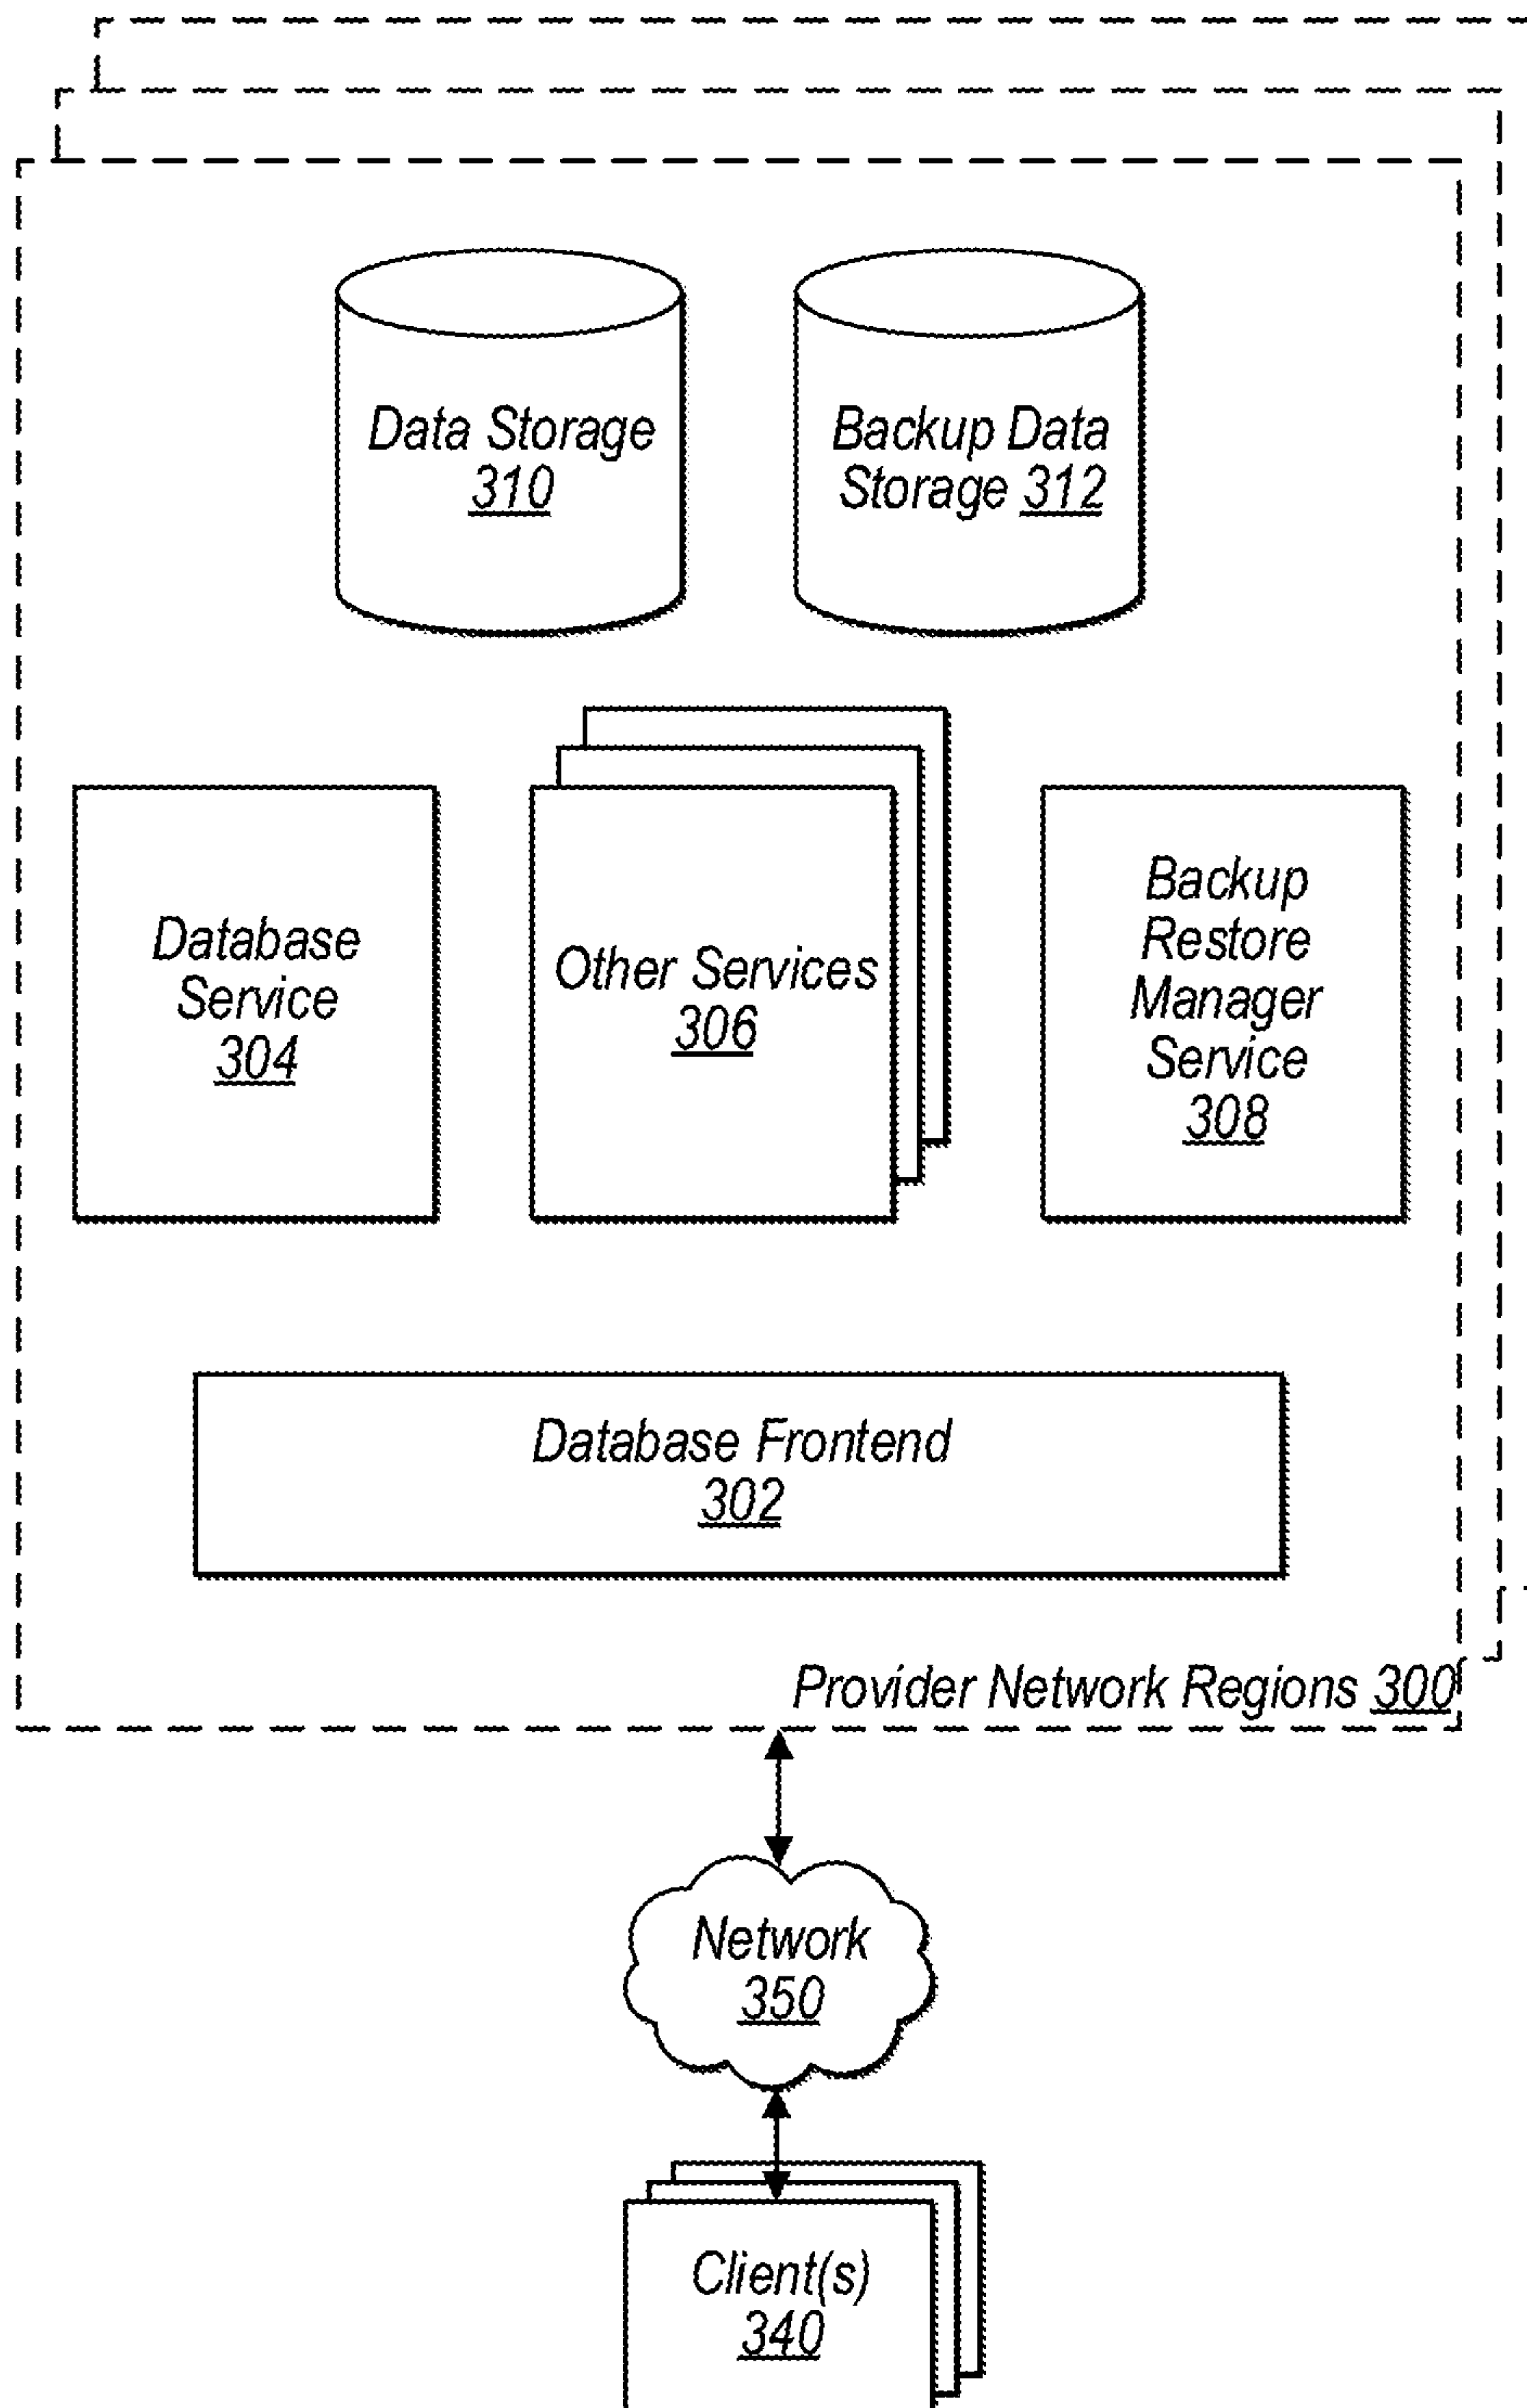 Data Storage
310
Backup Data
Storage 312
Database
Service
304
Other Services
306
Backup
Restore
Manager
Service
308
Database Frontend
302
Provider Network Regions 300
Network
350
Client(s)
340